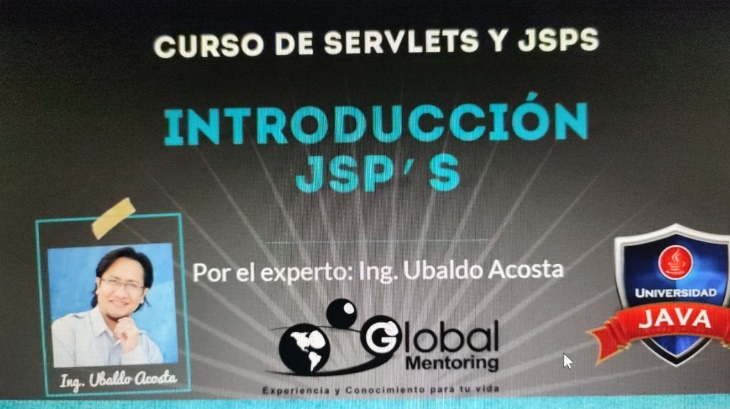 CURSO DE SERVLETS Y JSPS
INTRODUCCIÓN
JSP'S
Por el experto: Ing. Ubaldo Acosta
Ing. Ubaldo Acosta
Global
Mentoring
Experiencia y Conocimiento para tu vida
UNIVERSIDAD
JAVA